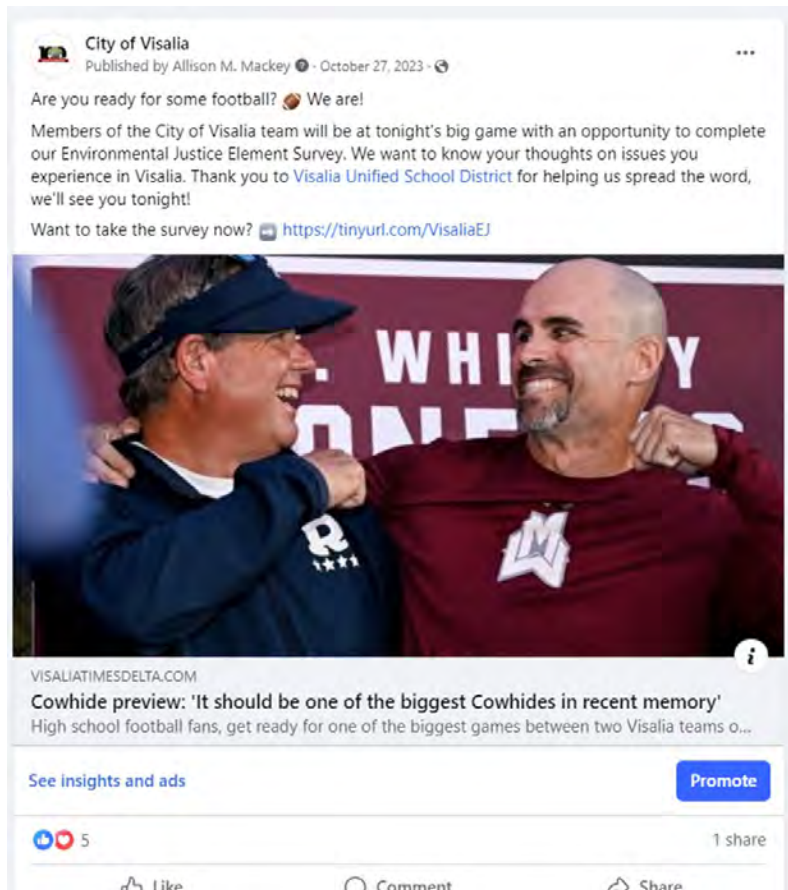 City of Visalia
Published by Allison M. Mackey · October 27, 2023 ·
Are you ready for some football? 🏈 We are!
Members of the City of Visalia team will be at tonight's big game with an opportunity to complete
our Environmental Justice Element Survey. We want to know your thoughts on issues you
experience in Visalia. Thank you to Visalia Unified School District for helping us spread the word,
we'll see you tonight!
Want to take the survey now? ➡️ https://tinyurl.com/VisaliaEJ
. WHI Y
R
M
VISALIATIMESDELTA.COM
Cowhide preview: 'It should be one of the biggest Cowhides in recent memory'
High school football fans, get ready for one of the biggest games between two Visalia teams o...
See insights and ads
Promote
5
1 share
Like
Comment
Share